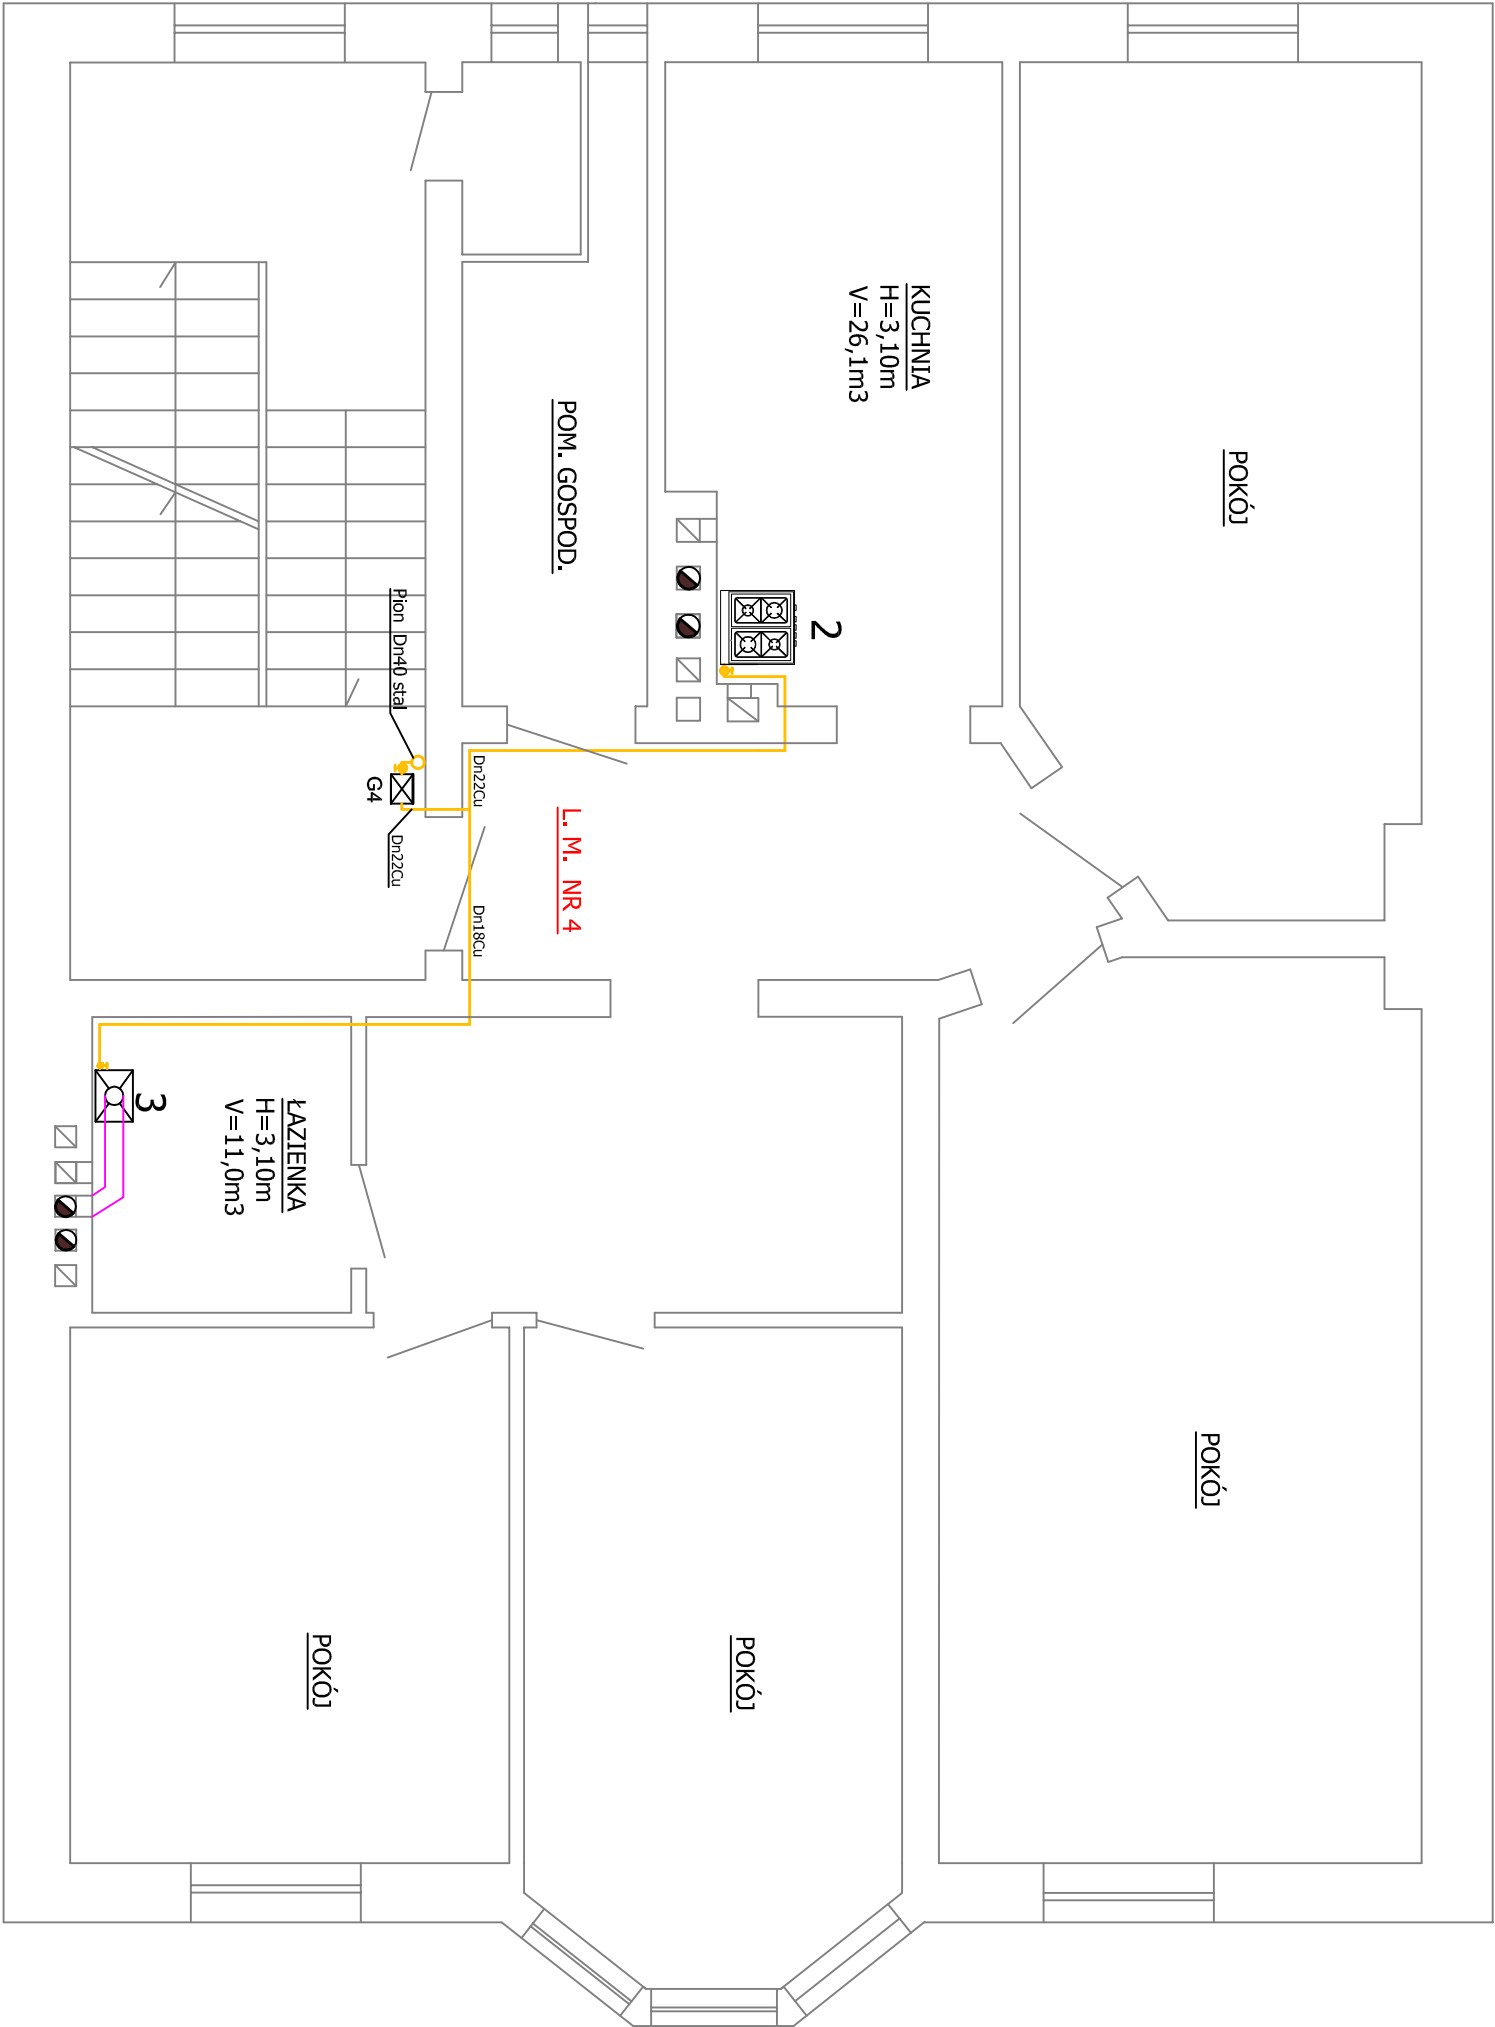 POKÓJ
KUCHNIA
H=3,10m
V=26,1m3
2
POM. GOSPOD.
Pion Dn40 stal
Dn22Cu
G4
Dn22Cu
L. M. NR 4
Dn18Cu
3
ŁAZIENKA
H=3,10m
V=11,0m3
POKÓJ
POKÓJ
POKÓJ